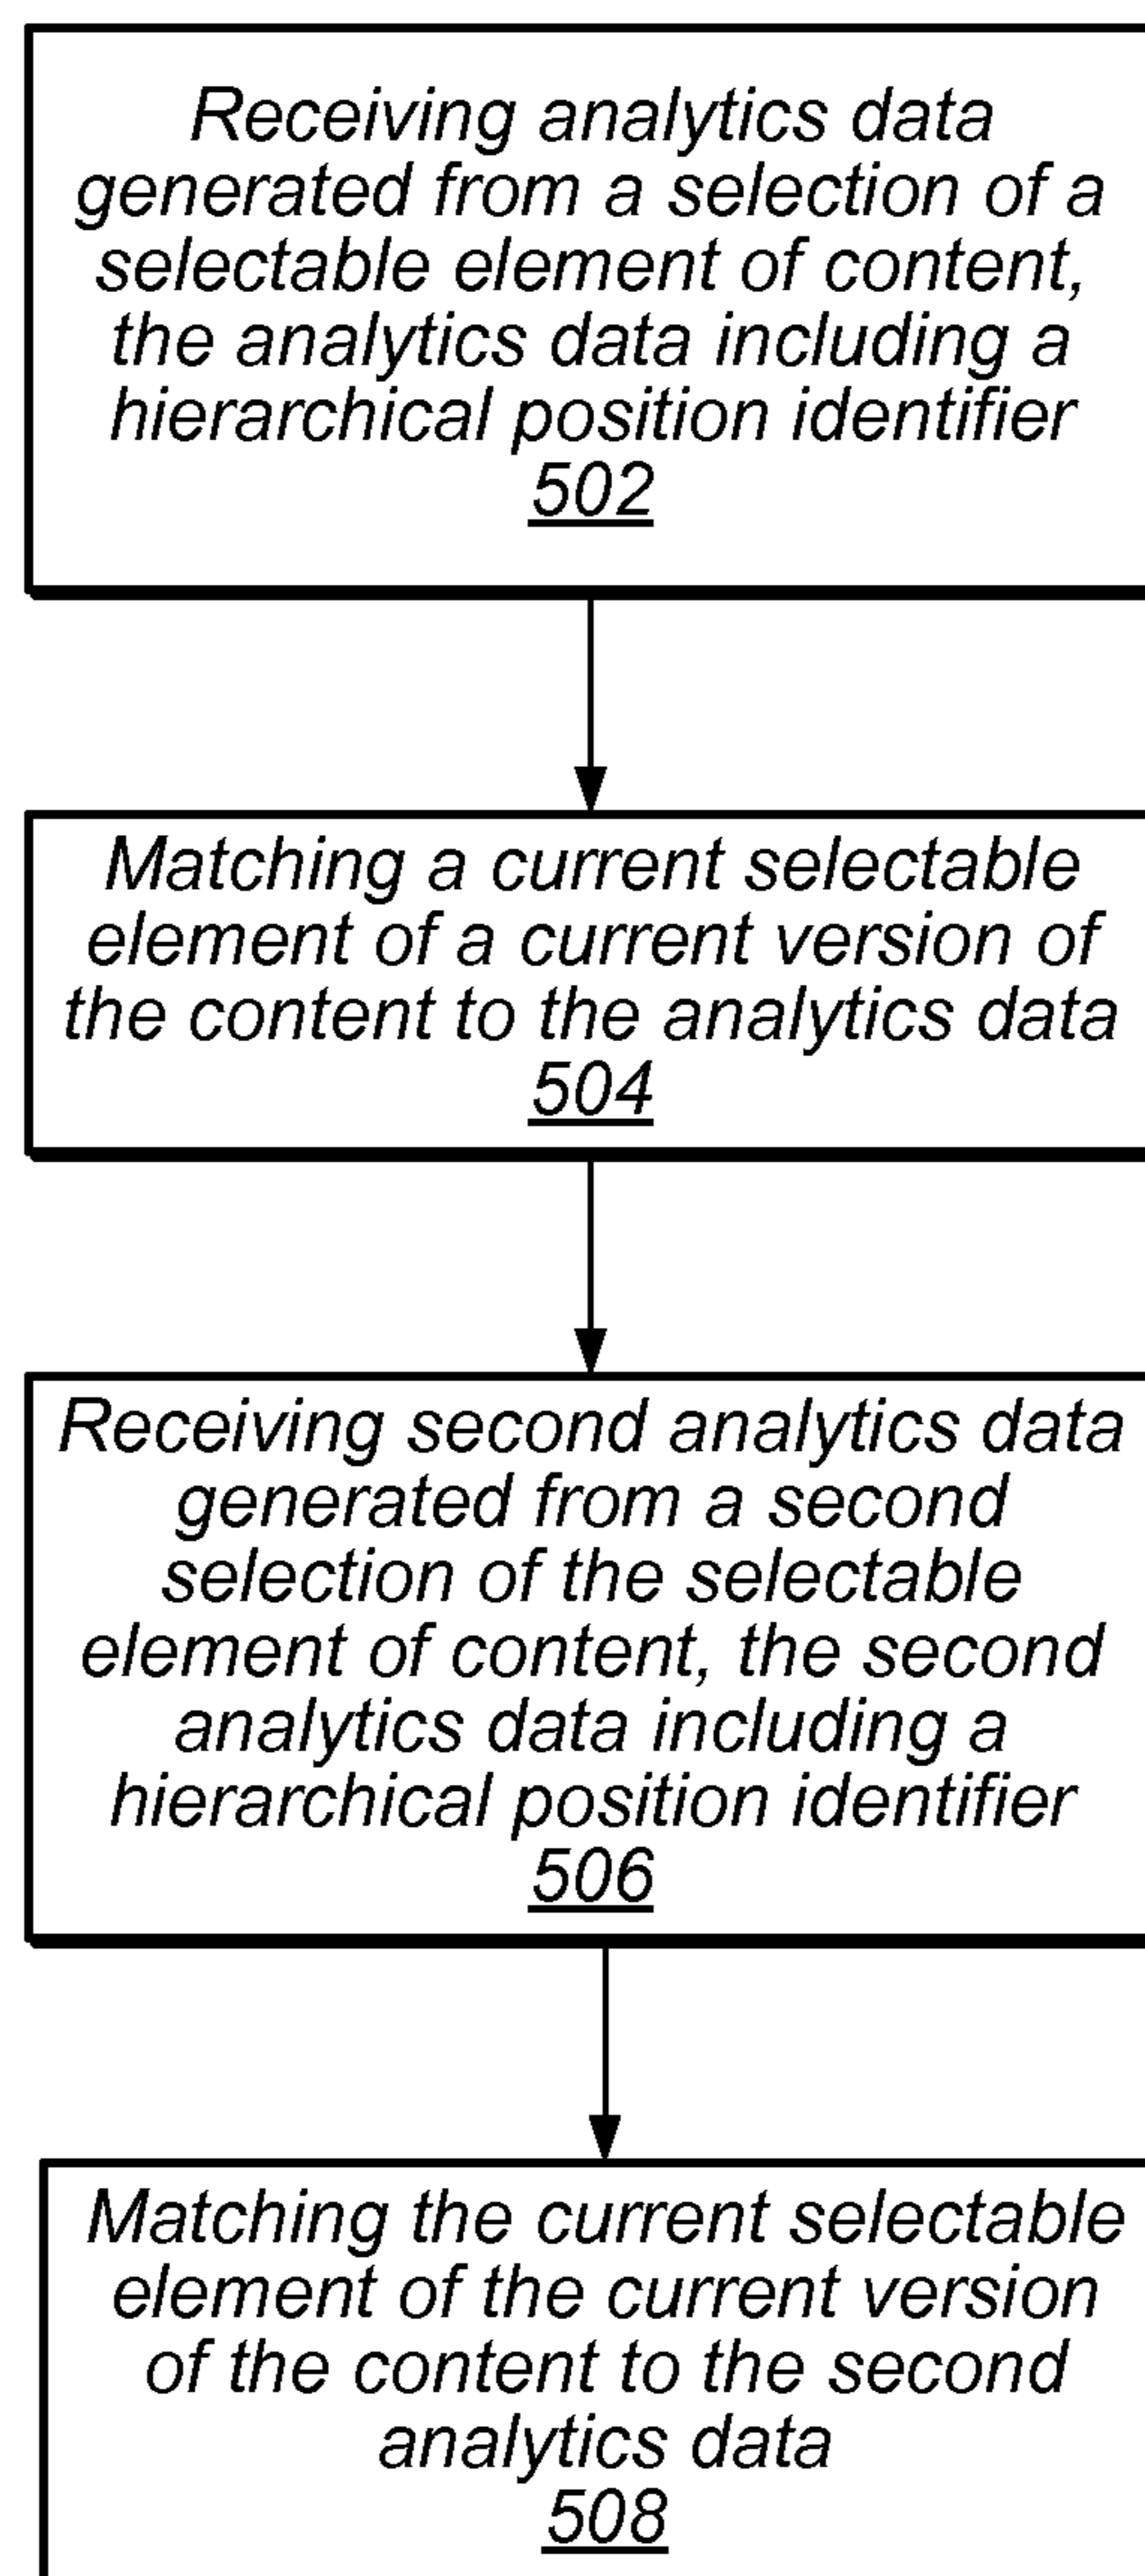 Receiving analytics data
generated from a selection of a
selectable element of content,
the analytics data including a
hierarchical position identifier
502
Matching a current selectable
element of a current version of
the content to the analytics data
504
Receiving second analytics data
generated from a second
selection of the selectable
element of content, the second
analytics data including a
hierarchical position identifier
506
Matching the current selectable
element of the current version
of the content to the second
analytics data
508